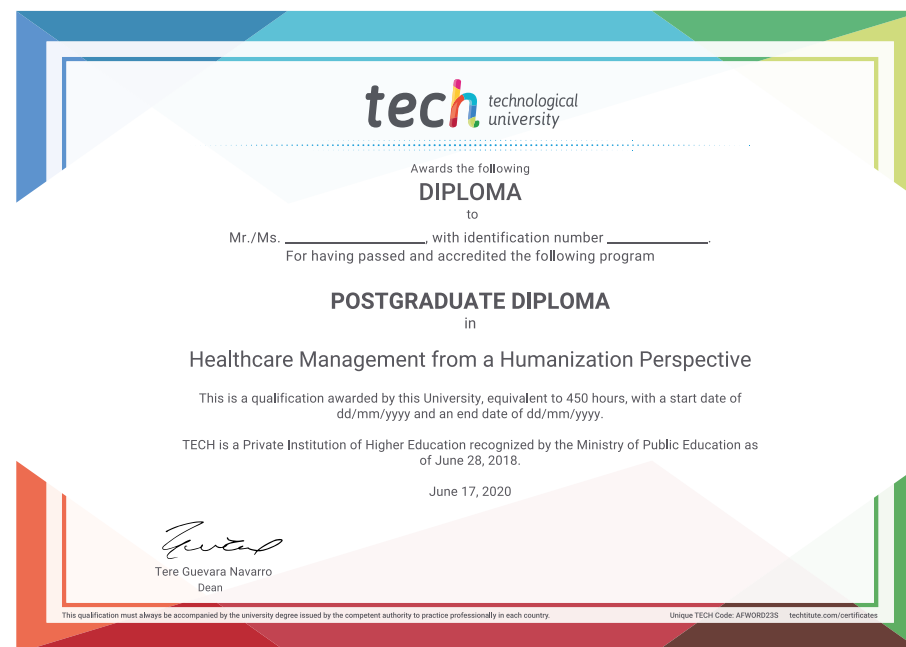 tech technological
university
Awards the following
DIPLOMA
to
Mr./Ms. ____________________, with identification number ______________.
For having passed and accredited the following program
POSTGRADUATE DIPLOMA
in
Healthcare Management from a Humanization Perspective
This is a qualification awarded by this University, equivalent to 450 hours, with a start date of
dd/mm/yyyy and an end date of dd/mm/yyyy.
TECH is a Private Institution of Higher Education recognized by the Ministry of Public Education as
of June 28, 2018.
June 17, 2020
Tere Guevara Navarro
Dean
This qualification must always be accompanied by the university degree issued by the competent authority to practice professionally in each country. Unique TECH Code: AFWORD23S techtitute.com/certificates